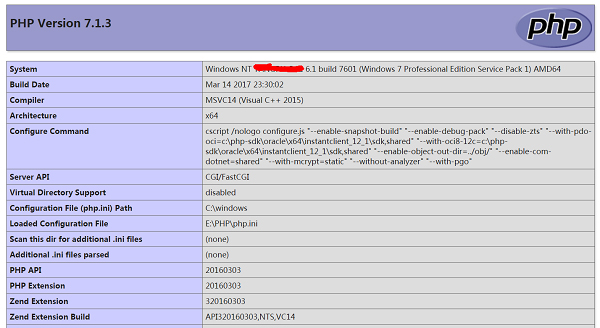 PHP Version 7.1.3
php
System Windows NT 6.1 build 7601 (Windows 7 Professional Edition Service Pack 1) AMD64
Build Date Mar 14 2017 23:30:02
Compiler MSVC14 (Visual C++ 2015)
Architecture x64
Configure Command cscript /nologo configure.js "--enable-snapshot-build" "--enable-debug-pack" "--disable-zts" "--with-pdo-
oci=c:\php-sdk\oracle\x64\instantclient_12_1\sdk,shared" "--with-oci8-12c=c:\php-
sdk\oracle\x64\instantclient_12_1\sdk,shared" "--enable-object-out-dir=../obj/" "--enable-com-
dotnet=shared" "--with-mcrypt=static" "--without-analyzer" "--with-pgo"
Server API CGI/FastCGI
Virtual Directory Support disabled
Configuration File (php.ini) Path C:\windows
Loaded Configuration File E:\PHP\php.ini
Scan this dir for additional .ini files (none)
Additional .ini files parsed (none)
PHP API 20160303
PHP Extension 20160303
Zend Extension 320160303
Zend Extension Build API320160303,NTS,VC14